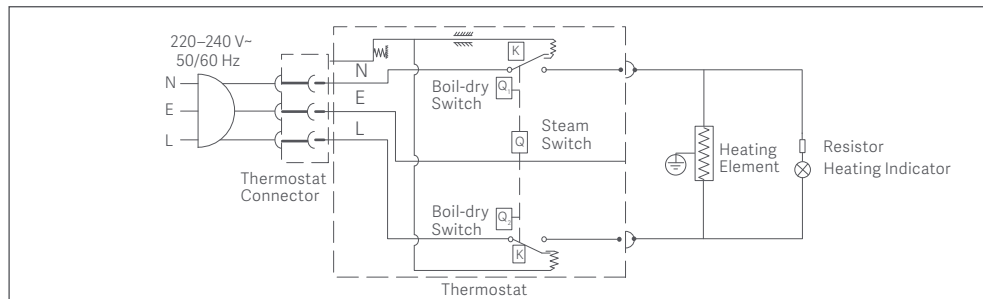 220–240 V~
50/60 Hz
N
E
L
Thermostat
Connector
N
E
L
K
Boil-dry
Switch
Q1
Q
Steam
Switch
Boil-dry
Switch
Q2
K
Thermostat
Heating
Element
Resistor
Heating Indicator